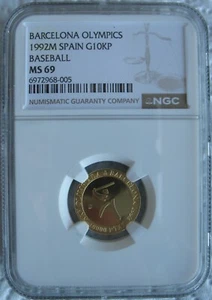 BARCELONA OLYMPICS
1992M SPAIN G10KP
BASEBALL
MS 69
6972968-005
NUMISMATIC GUARANTY COMPANY
NGC